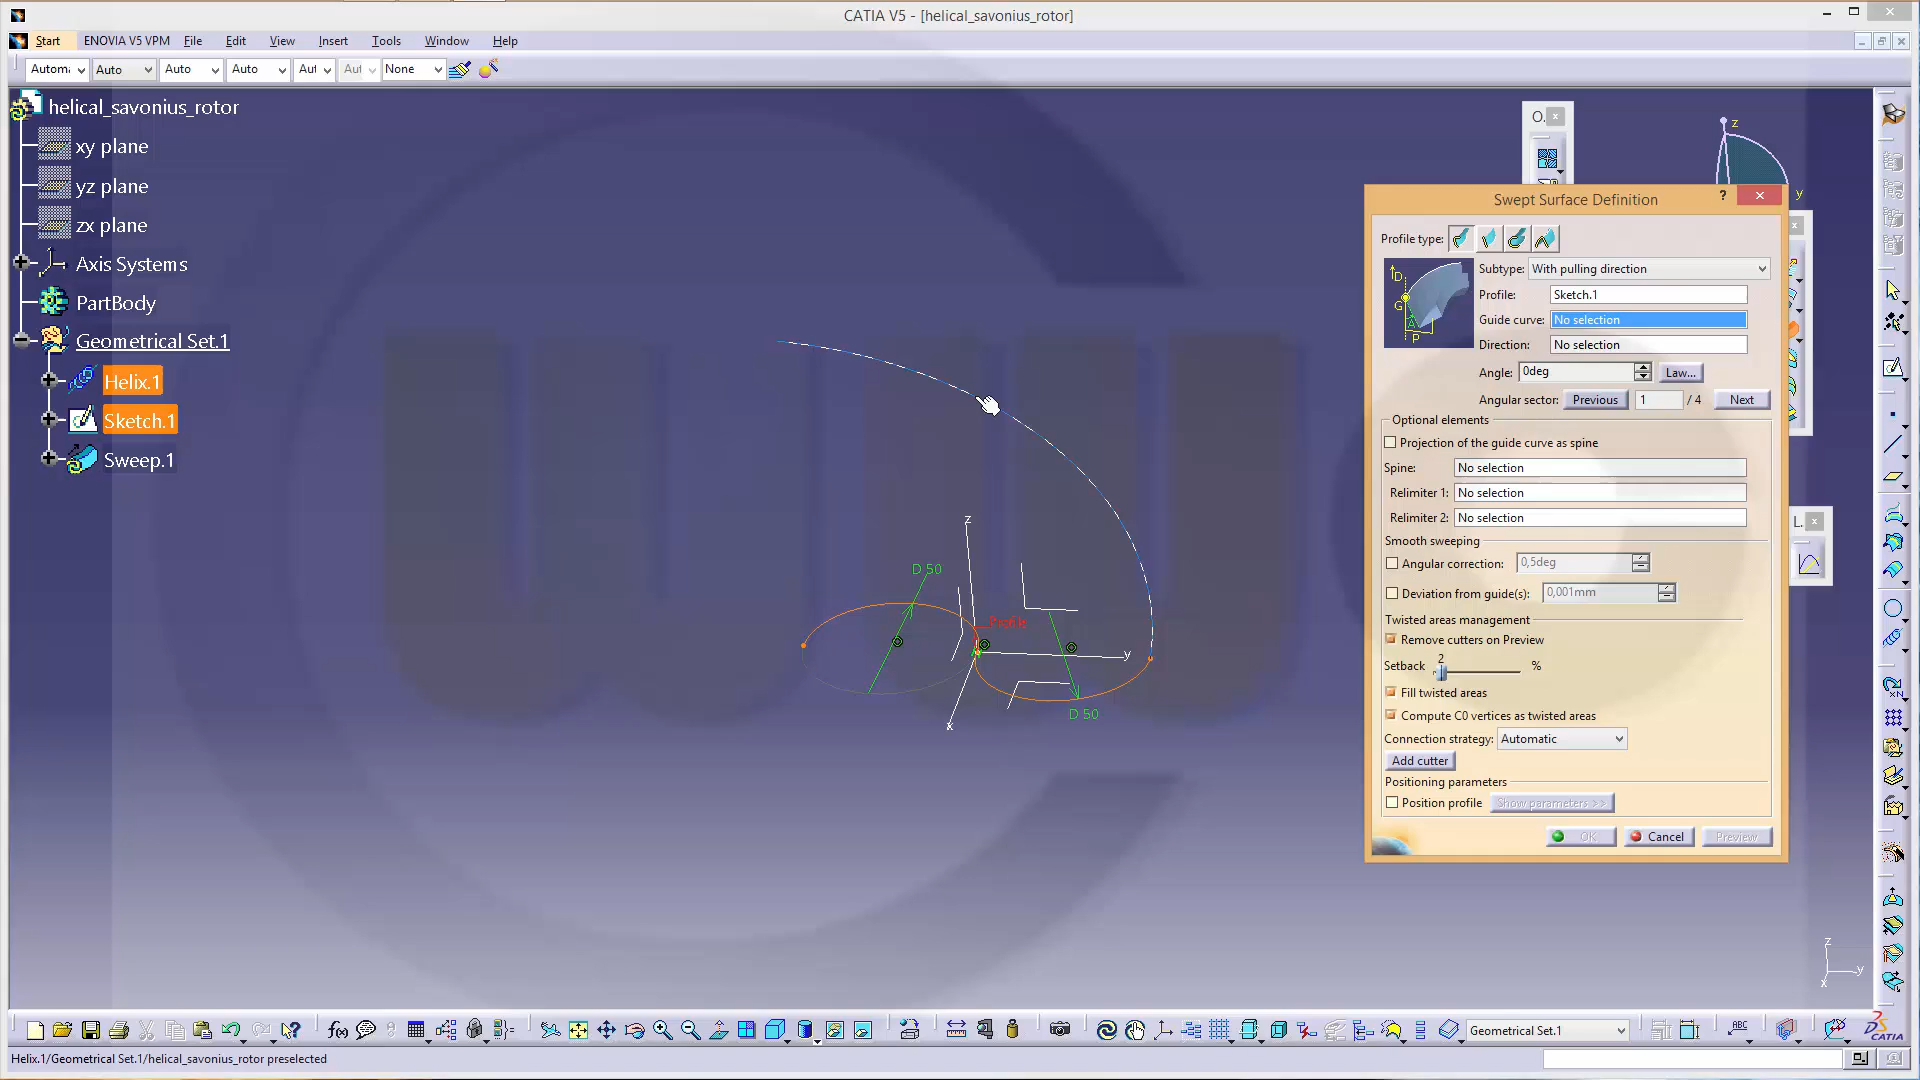 CATIA V5 - [helical_savonius_rotor]
Start ENOVIA V5 VPM File Edit View Insert Tools Window Help
Automa Auto Auto Auto Aut Aut None
helical_savonius_rotor
xy plane
yz plane
zx plane
Axis Systems
PartBody
Geometrical Set.1
Helix.1
Sketch.1
Sweep.1
D 50
Profile
z
y
x
D 50
O.
z
y
L.
Swept Surface Definition
?
Profile type:
Subtype: With pulling direction
Profile: Sketch.1
Guide curve: No selection
Direction: No selection
Angle: 0deg Law...
Angular sector: Previous 1 / 4 Next
Optional elements
Projection of the guide curve as spine
Spine: No selection
Relimiter 1: No selection
Relimiter 2: No selection
Smooth sweeping
Angular correction: 0,5deg
Deviation from guide(s): 0,001mm
Twisted areas management
Remove cutters on Preview
Setback 2 %
Fill twisted areas
Compute C0 vertices as twisted areas
Connection strategy: Automatic
Add cutter
Positioning parameters
Position profile Show parameters >>
OK Cancel Preview
z
y
x
Geometrical Set.1
CATIA
Helix.1/Geometrical Set.1/helical_savonius_rotor preselected